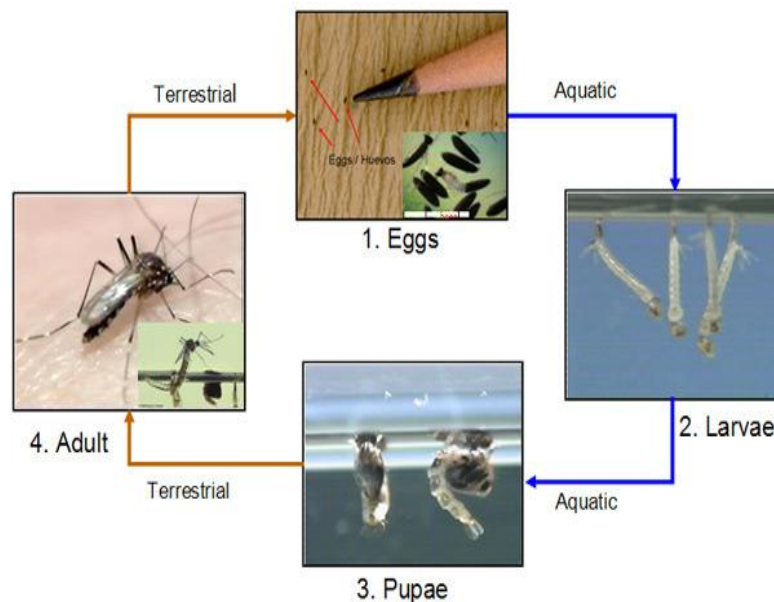 Terrestrial
Aquatic
Eggs / Huevos
1. Eggs
4. Adult
2. Larvae
Terrestrial
Aquatic
3. Pupae